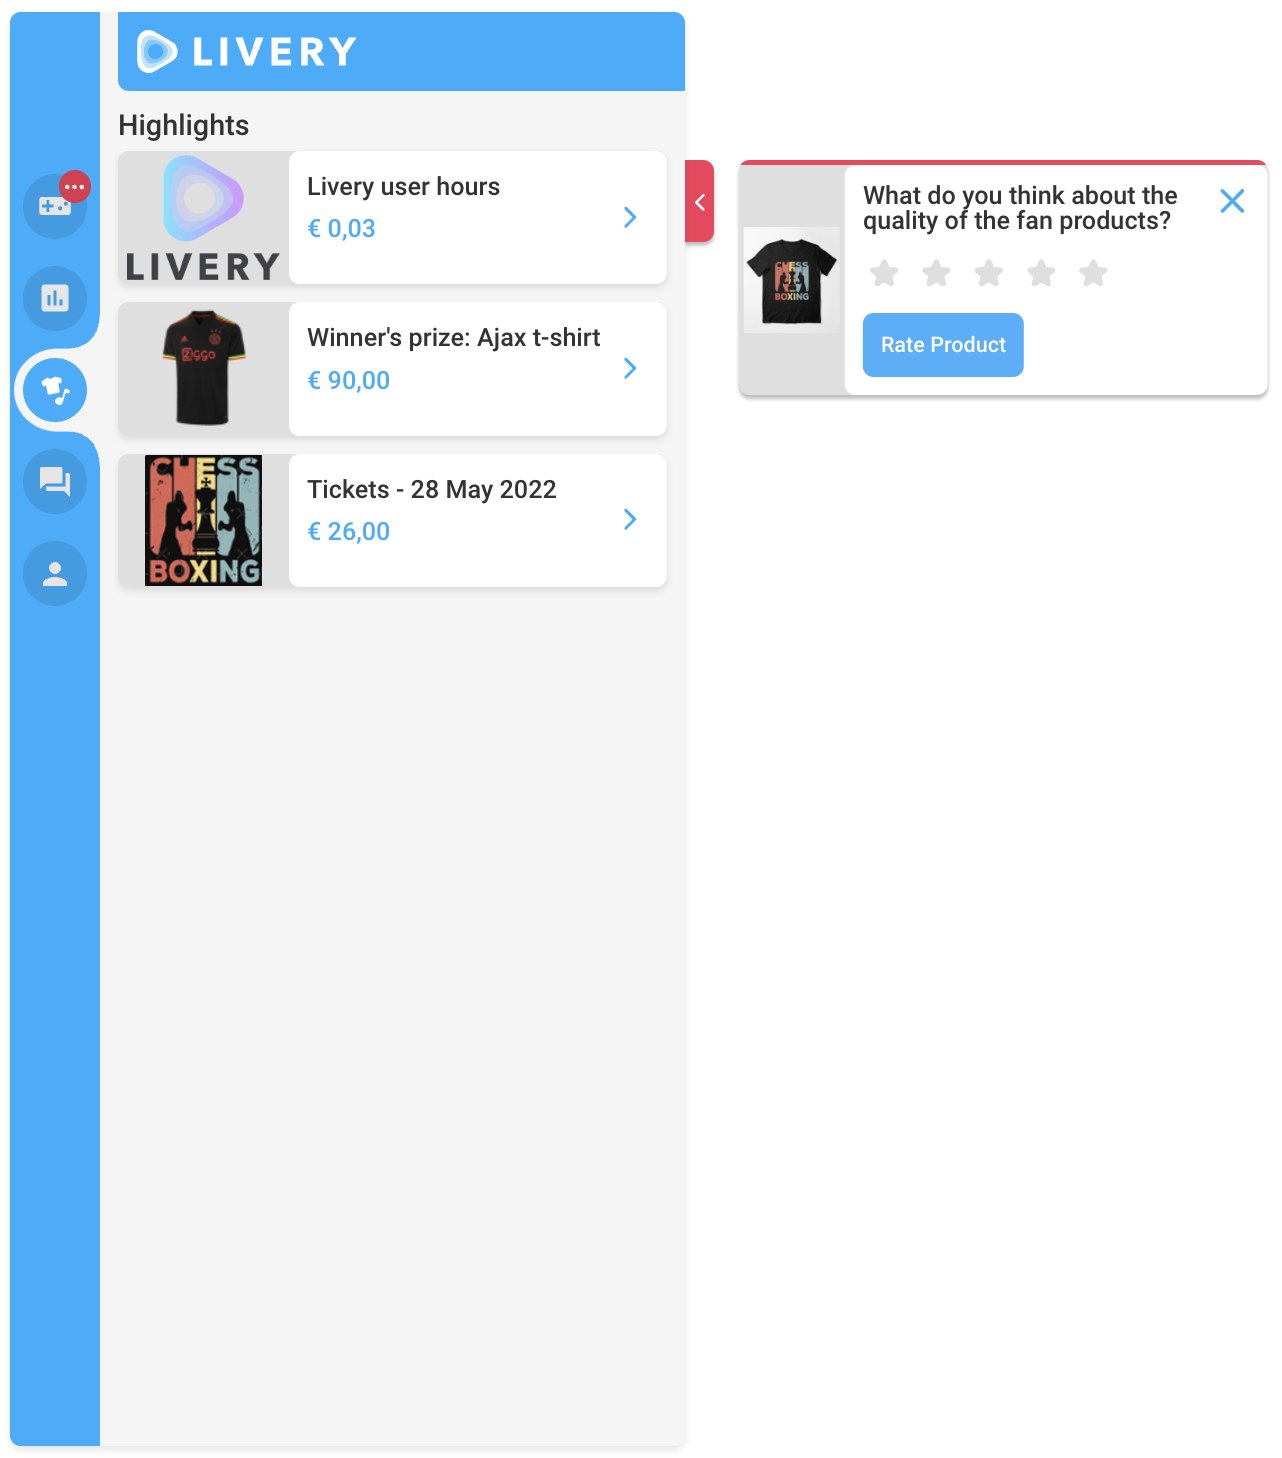 LIVERY
Highlights
LIVERY
Livery user hours
€ 0,03
Ziggo
Winner's prize: Ajax t-shirt
€ 90,00
CHESS
BOXING
Tickets - 28 May 2022
€ 26,00
CHESS
BOXING
What do you think about the
quality of the fan products?
Rate Product